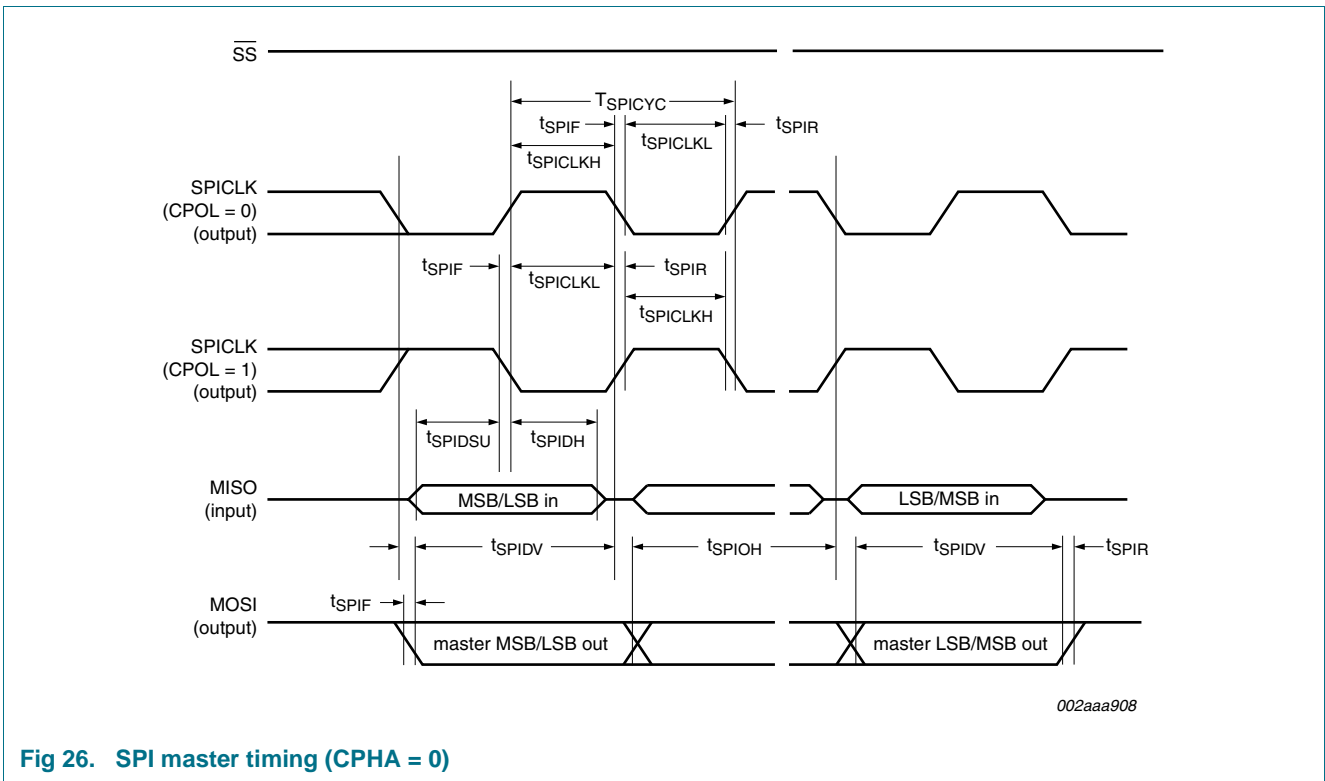 SS
TSPICYC
tSPIF
tSPICLKL
tSPIR
tSPICLKH
SPICLK
(CPOL = 0)
(output)
tSPIF
tSPICLKL
tSPIR
tSPICLKH
SPICLK
(CPOL = 1)
(output)
tSPIDSU
tSPIDH
MISO
(input)
MSB/LSB in
LSB/MSB in
tSPIDV
tSPIOH
tSPIDV
tSPIR
tSPIF
MOSI
(output)
master MSB/LSB out
master LSB/MSB out
002aaa908
Fig 26. SPI master timing (CPHA = 0)